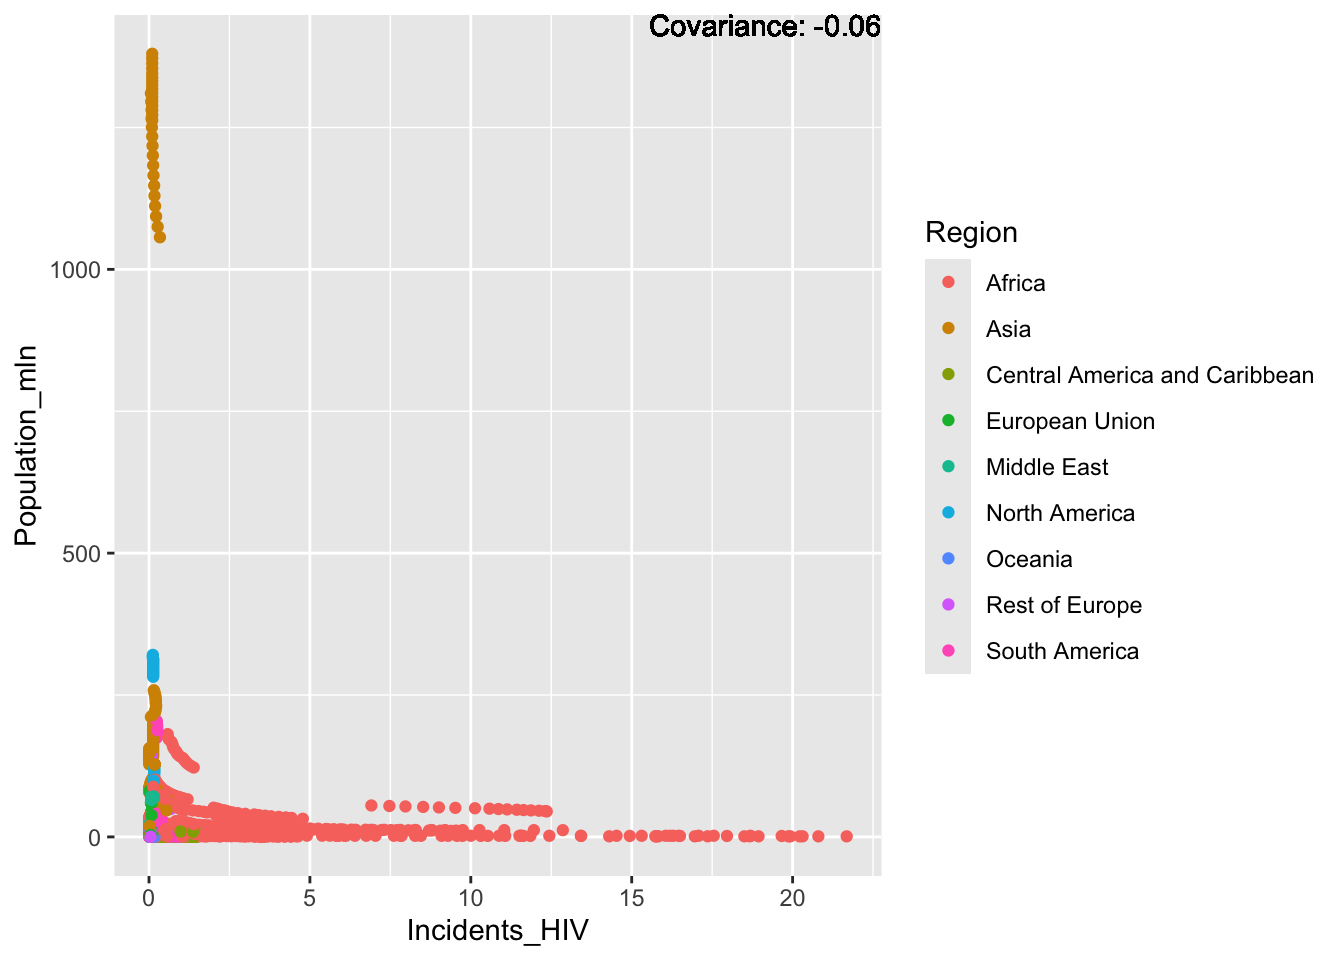 Covariance: -0.06
1000
500
0
Population_mln
0 5 10 15 20
Incidents_HIV
Region
Africa
Asia
Central America and Caribbean
European Union
Middle East
North America
Oceania
Rest of Europe
South America